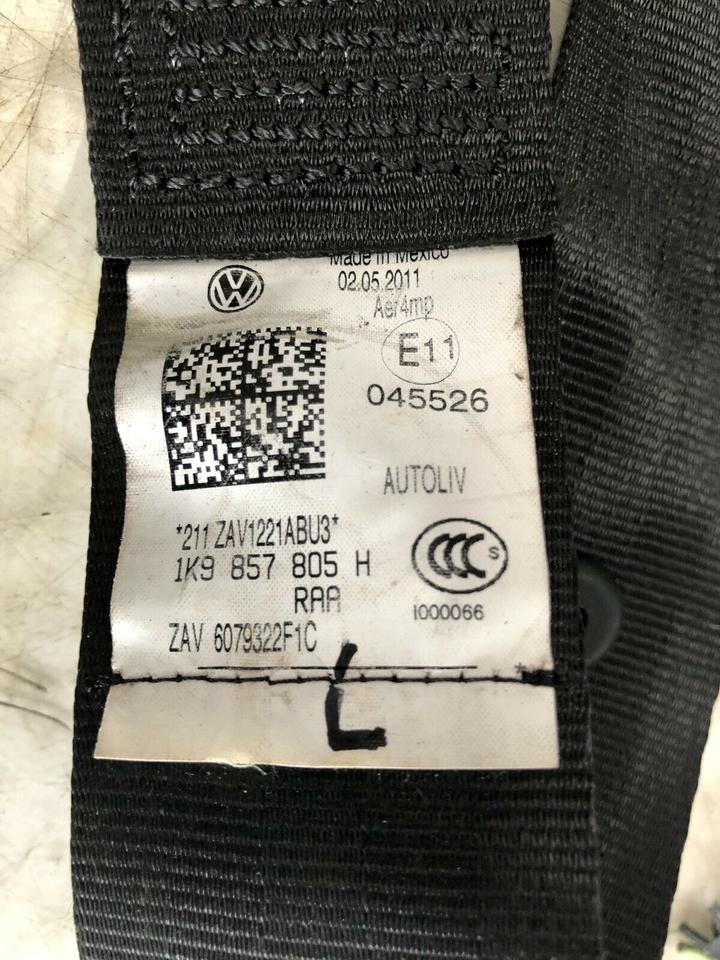 Made in Mexico
02.05.2011
Aer4mp
E11
045526
AUTOLIV
*211 ZAV1221ABU3*
1K9 857 805 H
RAA
CCC S
I000066
ZAV 6079322F1C
L